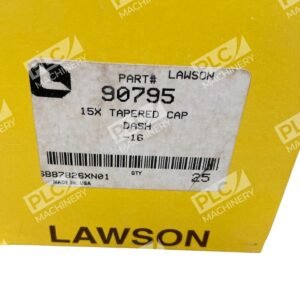 PART# LAWSON
90795
15X TAPERED CAP
DASH
-16
QTY 25
MADE IN USA
LAWSON
PLC MACHINERY